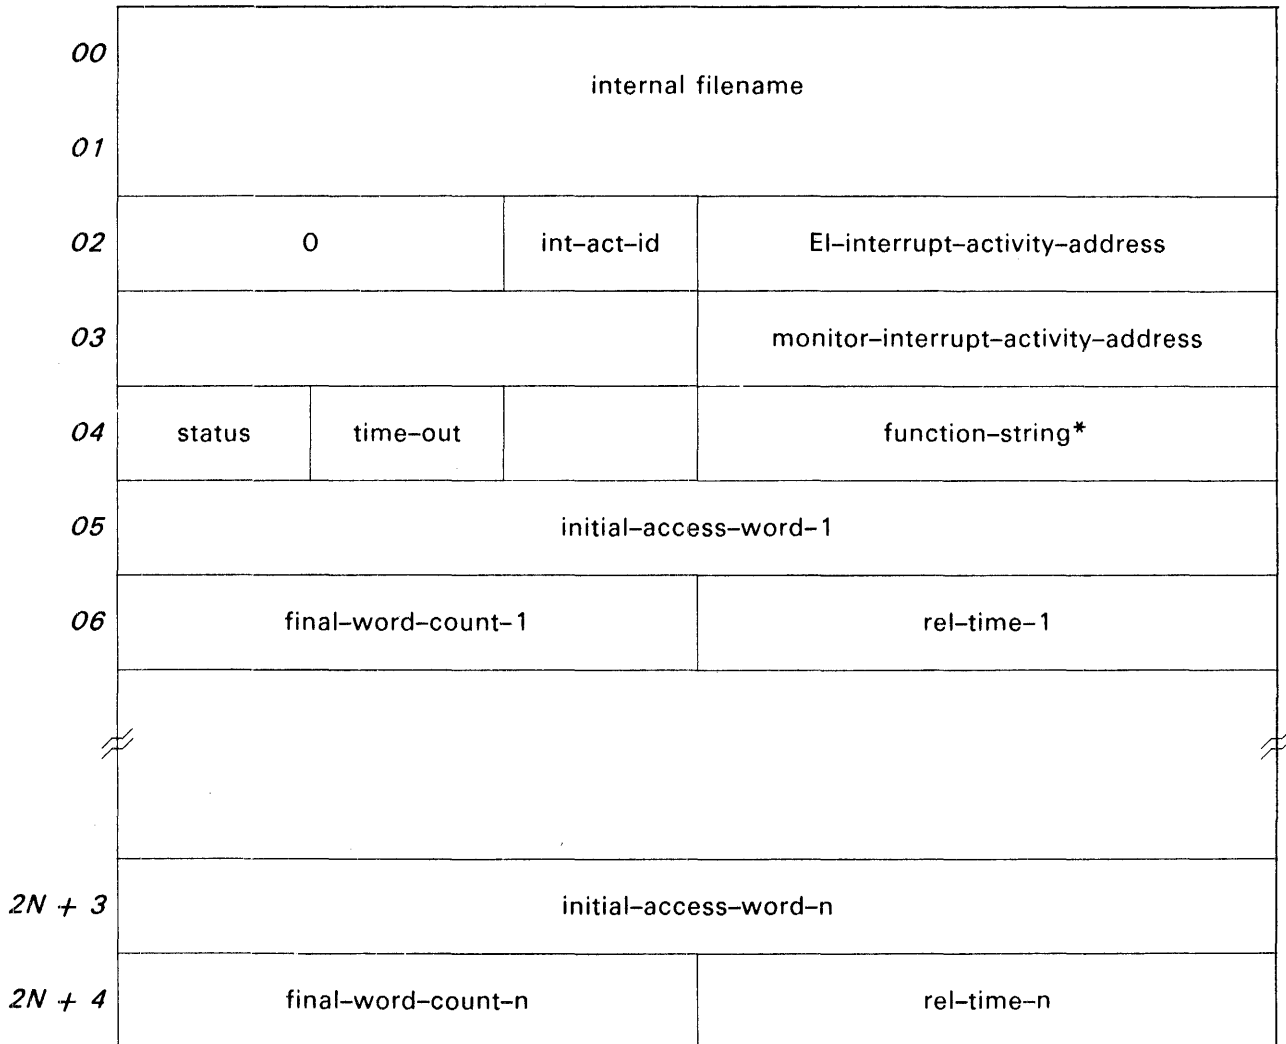 00
internal filename
01
02 0 int-act-id EI-interrupt-activity-address
03 monitor-interrupt-activity-address
04 status time-out function-string*
05 initial-access-word-1
06 final-word-count-1 rel-time-1
2N + 3 initial-access-word-n
2N + 4 final-word-count-n rel-time-n